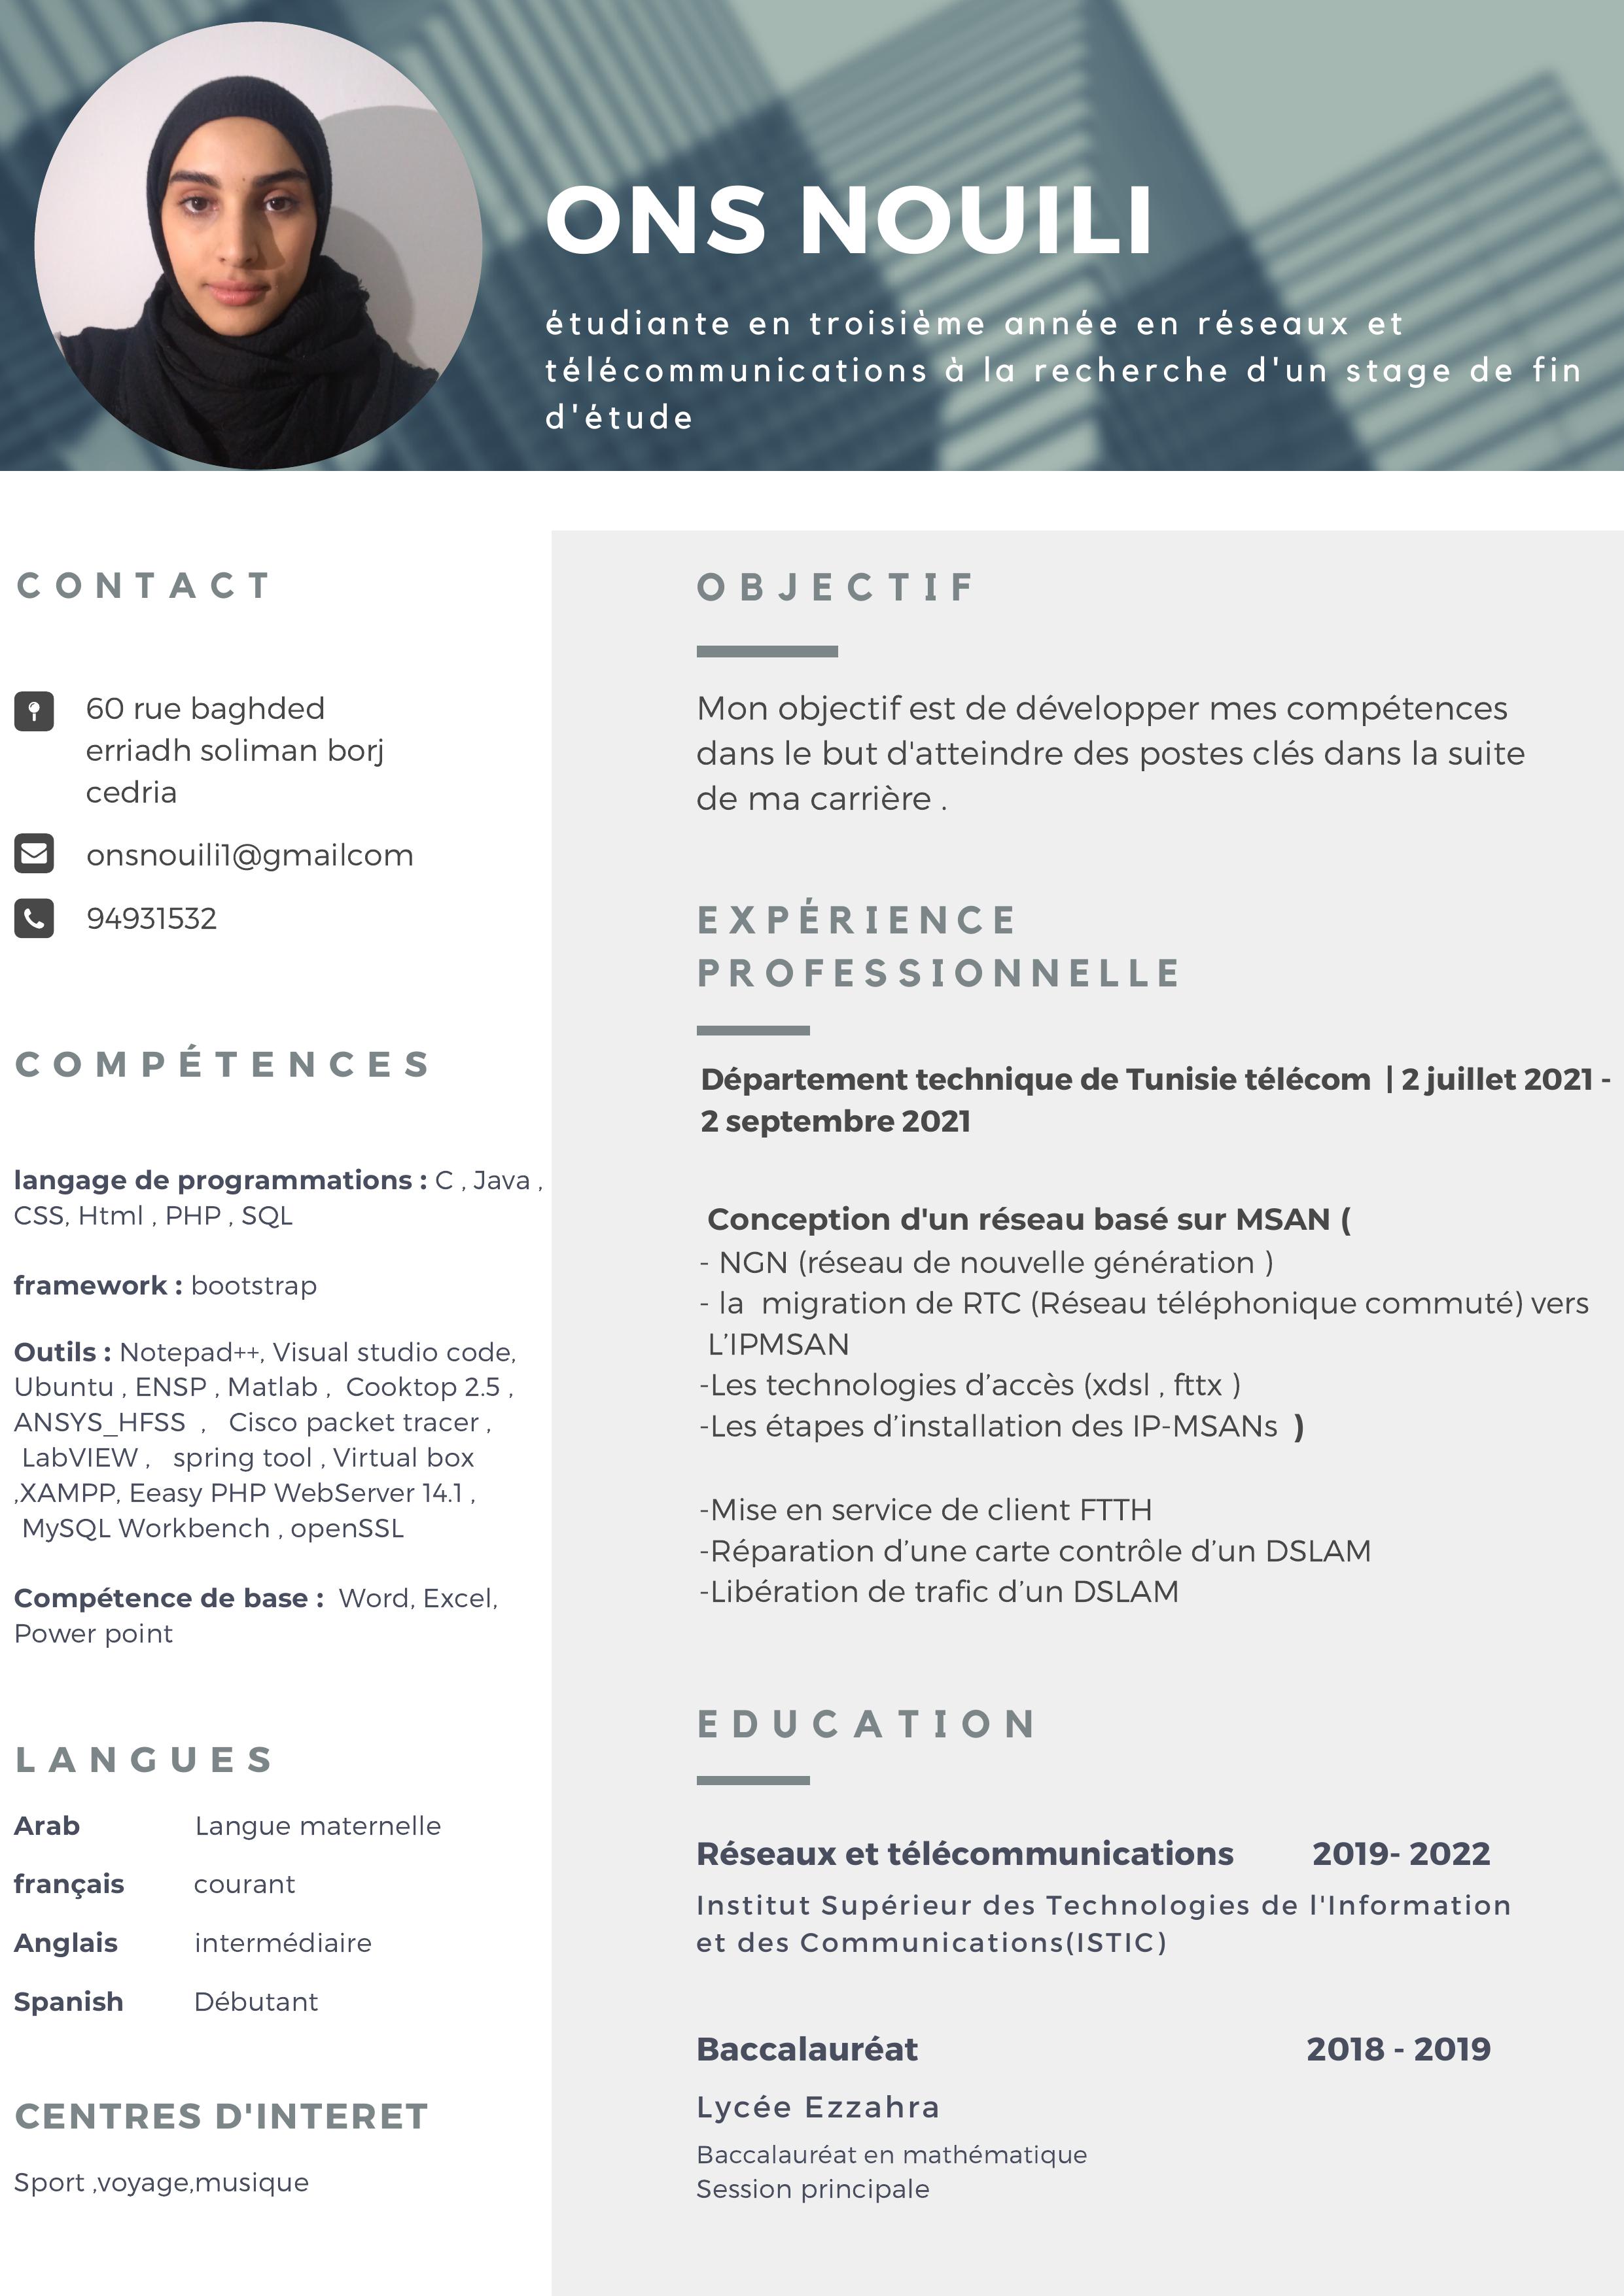 ONS NOUILI
étudiante en troisième année en réseaux et
télécommunications à la recherche d'un stage de fin
d'étude
CONTACT
60 rue baghded
erriadh soliman borj
cedria
onsnouili1@gmailcom
94931532
COMPÉTENCES
langage de programmations : C , Java ,
CSS, Html , PHP , SQL
framework : bootstrap
Outils : Notepad++, Visual studio code,
Ubuntu , ENSP , Matlab , Cooktop 2.5 ,
ANSYS_HFSS , Cisco packet tracer ,
LabVIEW , spring tool , Virtual box
,XAMPP, Eeasy PHP WebServer 14.1 ,
MySQL Workbench , openSSL
Compétence de base : Word, Excel,
Power point
LANGUES
Arab Langue maternelle
français courant
Anglais intermédiaire
Spanish Débutant
CENTRES D'INTERET
Sport ,voyage,musique
OBJECTIF
Mon objectif est de développer mes compétences
dans le but d'atteindre des postes clés dans la suite
de ma carrière .
EXPÉRIENCE
PROFESSIONNELLE
Département technique de Tunisie télécom | 2 juillet 2021 -
2 septembre 2021
Conception d'un réseau basé sur MSAN (
- NGN (réseau de nouvelle génération )
- la migration de RTC (Réseau téléphonique commuté) vers
L’IPMSAN
-Les technologies d’accès (xdsl , fttx )
-Les étapes d’installation des IP-MSANs )
-Mise en service de client FTTH
-Réparation d’une carte contrôle d’un DSLAM
-Libération de trafic d’un DSLAM
EDUCATION
Réseaux et télécommunications 2019- 2022
Institut Supérieur des Technologies de l'Information
et des Communications(ISTIC)
Baccalauréat 2018 - 2019
Lycée Ezzahra
Baccalauréat en mathématique
Session principale